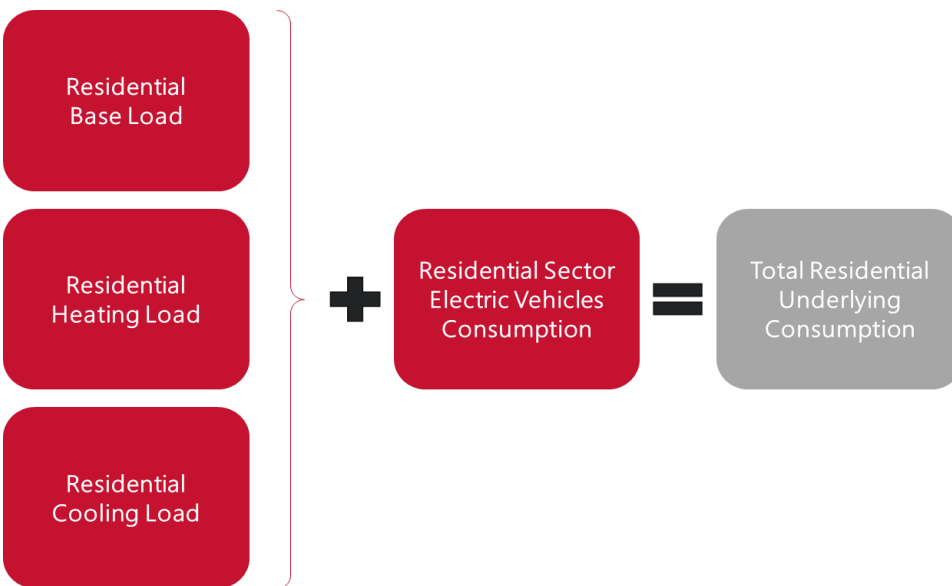 Residential
Base Load
Residential
Heating Load
Residential
Cooling Load
Residential Sector
Electric Vehicles
Consumption
Total Residential
Underlying
Consumption